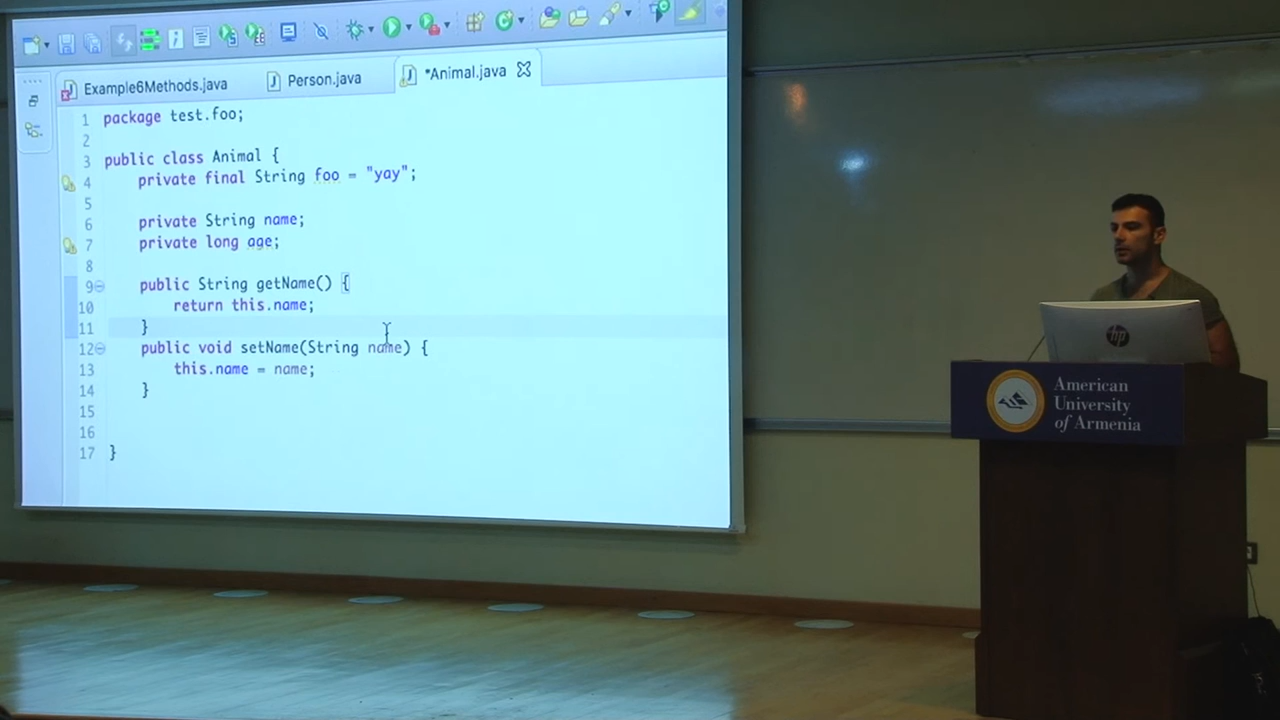 Example6Methods.java
Person.java
*Animal.java
1 package test.foo;
2
3 public class Animal {
4 private final String foo = "yay";
5
6 private String name;
7 private long age;
8
9 public String getName() {
10 return this.name;
11 }
12 public void setName(String name) {
13 this.name = name;
14 }
15
16
17 }
hp
American
University
of Armenia